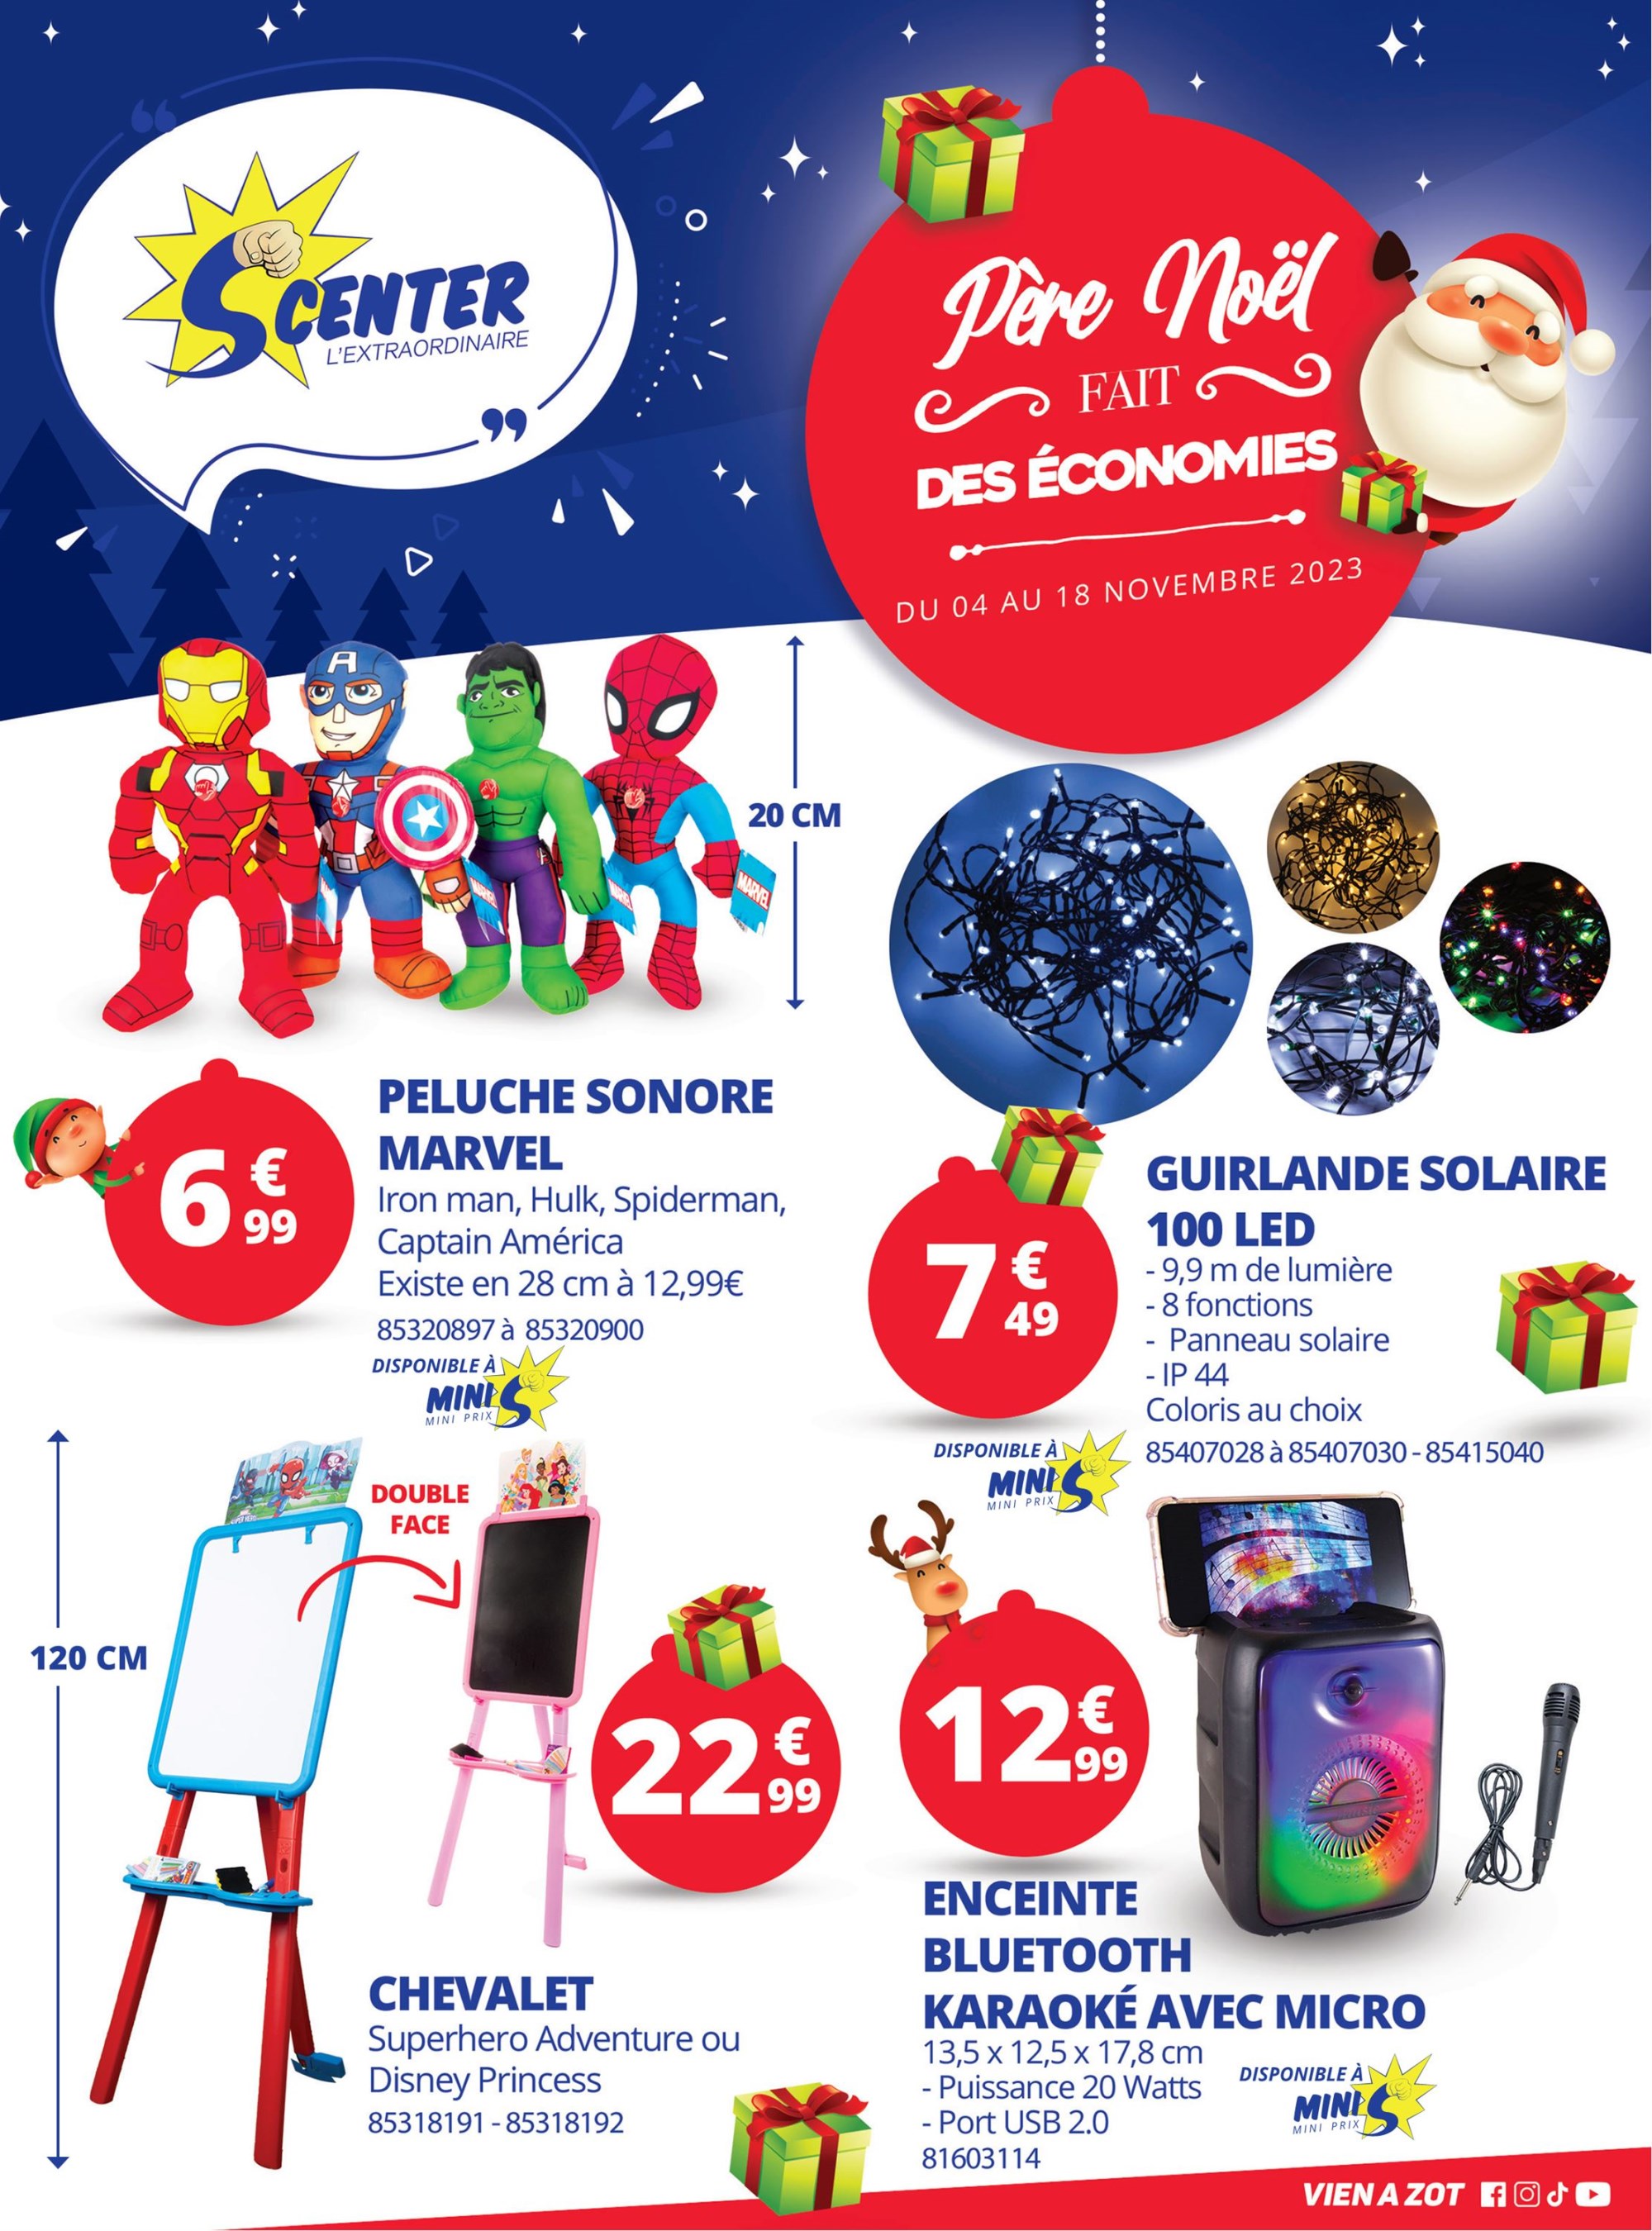 SCENTER
L'EXTRAORDINAIRE
Père Noël
FAIT
DES ÉCONOMIES
DU 04 AU 18 NOVEMBRE 2023
A
MARVEL
MARVEL
MARVEL
20 CM
6€99
PELUCHE SONORE
MARVEL
Iron man, Hulk, Spiderman,
Captain América
Existe en 28 cm à 12,99€
85320897 à 85320900
DISPONIBLE À
MINI S
MINI PRIX
7€49
GUIRLANDE SOLAIRE
100 LED
- 9,9 m de lumière
- 8 fonctions
- Panneau solaire
- IP 44
Coloris au choix
85407028 à 85407030 - 85415040
DISPONIBLE À
MINI S
MINI PRIX
120 CM
DOUBLE
FACE
22€99
CHEVALET
Superhero Adventure ou
Disney Princess
85318191 - 85318192
12€99
ENCEINTE
BLUETOOTH
KARAOKÉ AVEC MICRO
13,5 x 12,5 x 17,8 cm
- Puissance 20 Watts
- Port USB 2.0
81603114
DISPONIBLE À
MINI S
MINI PRIX
VIEN A ZOT